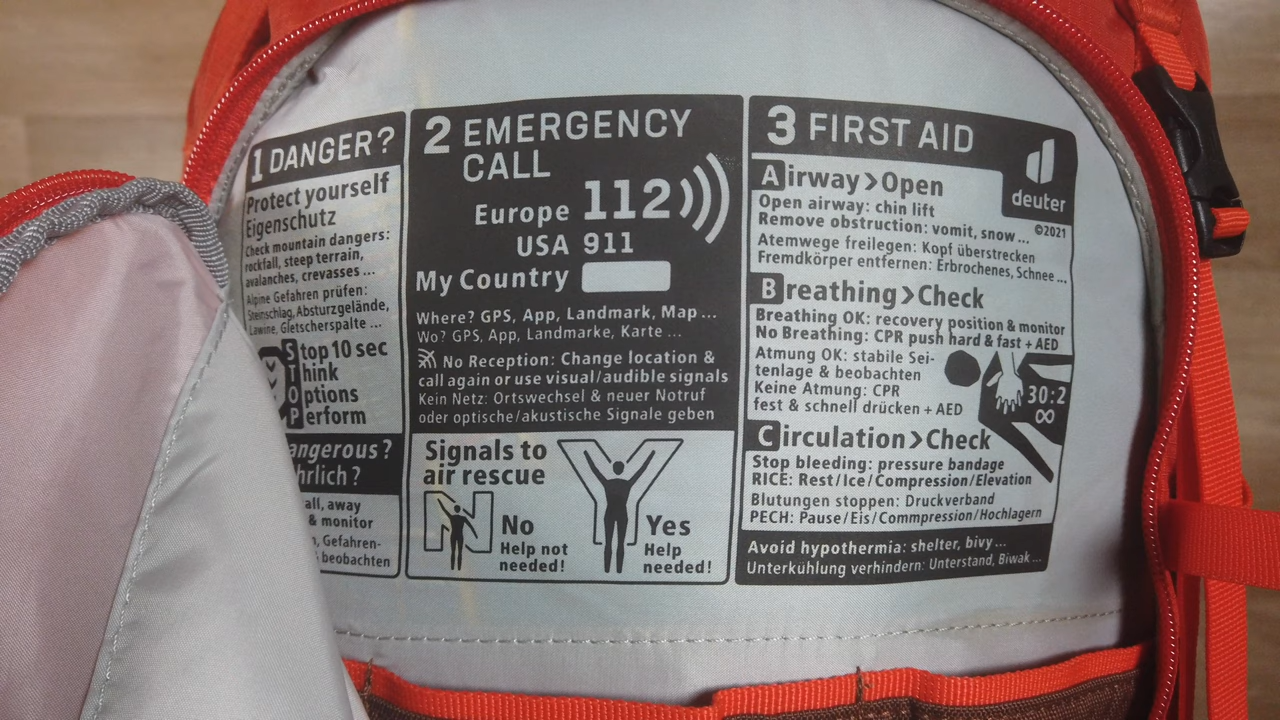 1 DANGER?
Protect yourself
Eigenschutz
Check mountain dangers:
rockfall, steep terrain,
avalanches, crevasses ...
Alpine Gefahren prüfen:
Steinschlag, Absturzgelände,
Lawine, Gletscherspalte ...
Stop 10 sec
Think
Options
Perform
angerous?
hrlich?
all, away
& monitor
Gefahren-
beobachten
2 EMERGENCY
CALL
Europe 112
USA 911
My Country
Where? GPS, App, Landmark, Map ...
Wo? GPS, App, Landmarke, Karte ...
No Reception: Change location &
call again or use visual/audible signals
Kein Netz: Ortswechsel & neuer Notruf
oder optische/akustische Signale geben
Signals to
air rescue
N
No
Help not
needed!
Y
Yes
Help
needed!
3 FIRST AID
deuter
©2021
Airway > Open
Open airway: chin lift
Remove obstruction: vomit, snow ...
Atemwege freilegen: Kopf überstrecken
Fremdkörper entfernen: Erbrochenes, Schnee ...
Breathing > Check
Breathing OK: recovery position & monitor
No Breathing: CPR push hard & fast + AED
Atmung OK: stabile Sei-
tenlage & beobachten
Keine Atmung: CPR
fest & schnell drücken + AED
30:2
∞
Circulation > Check
Stop bleeding: pressure bandage
RICE: Rest/Ice/Compression/Elevation
Blutungen stoppen: Druckverband
PECH: Pause/Eis/Commpression/Hochlagern
Avoid hypothermia: shelter, bivy ...
Unterkühlung verhindern: Unterstand, Biwak ...